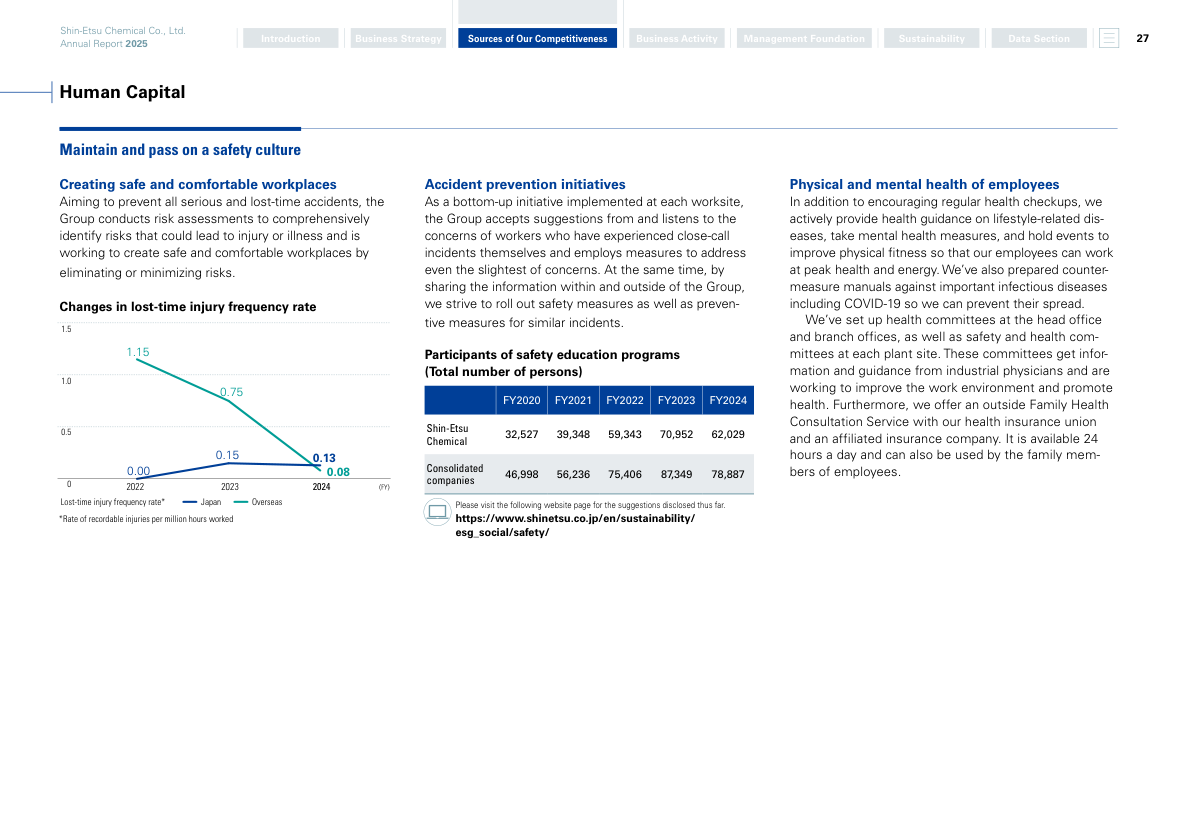 Shin-Etsu Chemical Co., Ltd.
Annual Report 2025
Introduction
Business Strategy
Sources of Our Competitiveness
Business Activity
Management Foundation
Sustainability
Data Section
27
Human Capital
Maintain and pass on a safety culture
Creating safe and comfortable workplaces
Aiming to prevent all serious and lost-time accidents, the
Group conducts risk assessments to comprehensively
identify risks that could lead to injury or illness and is
working to create safe and comfortable workplaces by
eliminating or minimizing risks.
Changes in lost-time injury frequency rate
1.5
1.15
1.0
0.75
0.5
0.15
0.13
0.00
0.08
0
2022
2023
2024
(FY)
Lost-time injury frequency rate*
Japan
Overseas
*Rate of recordable injuries per million hours worked
Accident prevention initiatives
As a bottom-up initiative implemented at each worksite,
the Group accepts suggestions from and listens to the
concerns of workers who have experienced close-call
incidents themselves and employs measures to address
even the slightest of concerns. At the same time, by
sharing the information within and outside of the Group,
we strive to roll out safety measures as well as preven-
tive measures for similar incidents.
Participants of safety education programs
(Total number of persons)
FY2020 FY2021 FY2022 FY2023 FY2024
Shin-Etsu
Chemical
32,527 39,348 59,343 70,952 62,029
Consolidated
companies
46,998 56,236 75,406 87,349 78,887
Please visit the following website page for the suggestions disclosed thus far.
https://www.shinetsu.co.jp/en/sustainability/
esg_social/safety/
Physical and mental health of employees
In addition to encouraging regular health checkups, we
actively provide health guidance on lifestyle-related dis-
eases, take mental health measures, and hold events to
improve physical fitness so that our employees can work
at peak health and energy. We've also prepared counter-
measure manuals against important infectious diseases
including COVID-19 so we can prevent their spread.
We've set up health committees at the head office
and branch offices, as well as safety and health com-
mittees at each plant site. These committees get infor-
mation and guidance from industrial physicians and are
working to improve the work environment and promote
health. Furthermore, we offer an outside Family Health
Consultation Service with our health insurance union
and an affiliated insurance company. It is available 24
hours a day and can also be used by the family mem-
bers of employees.